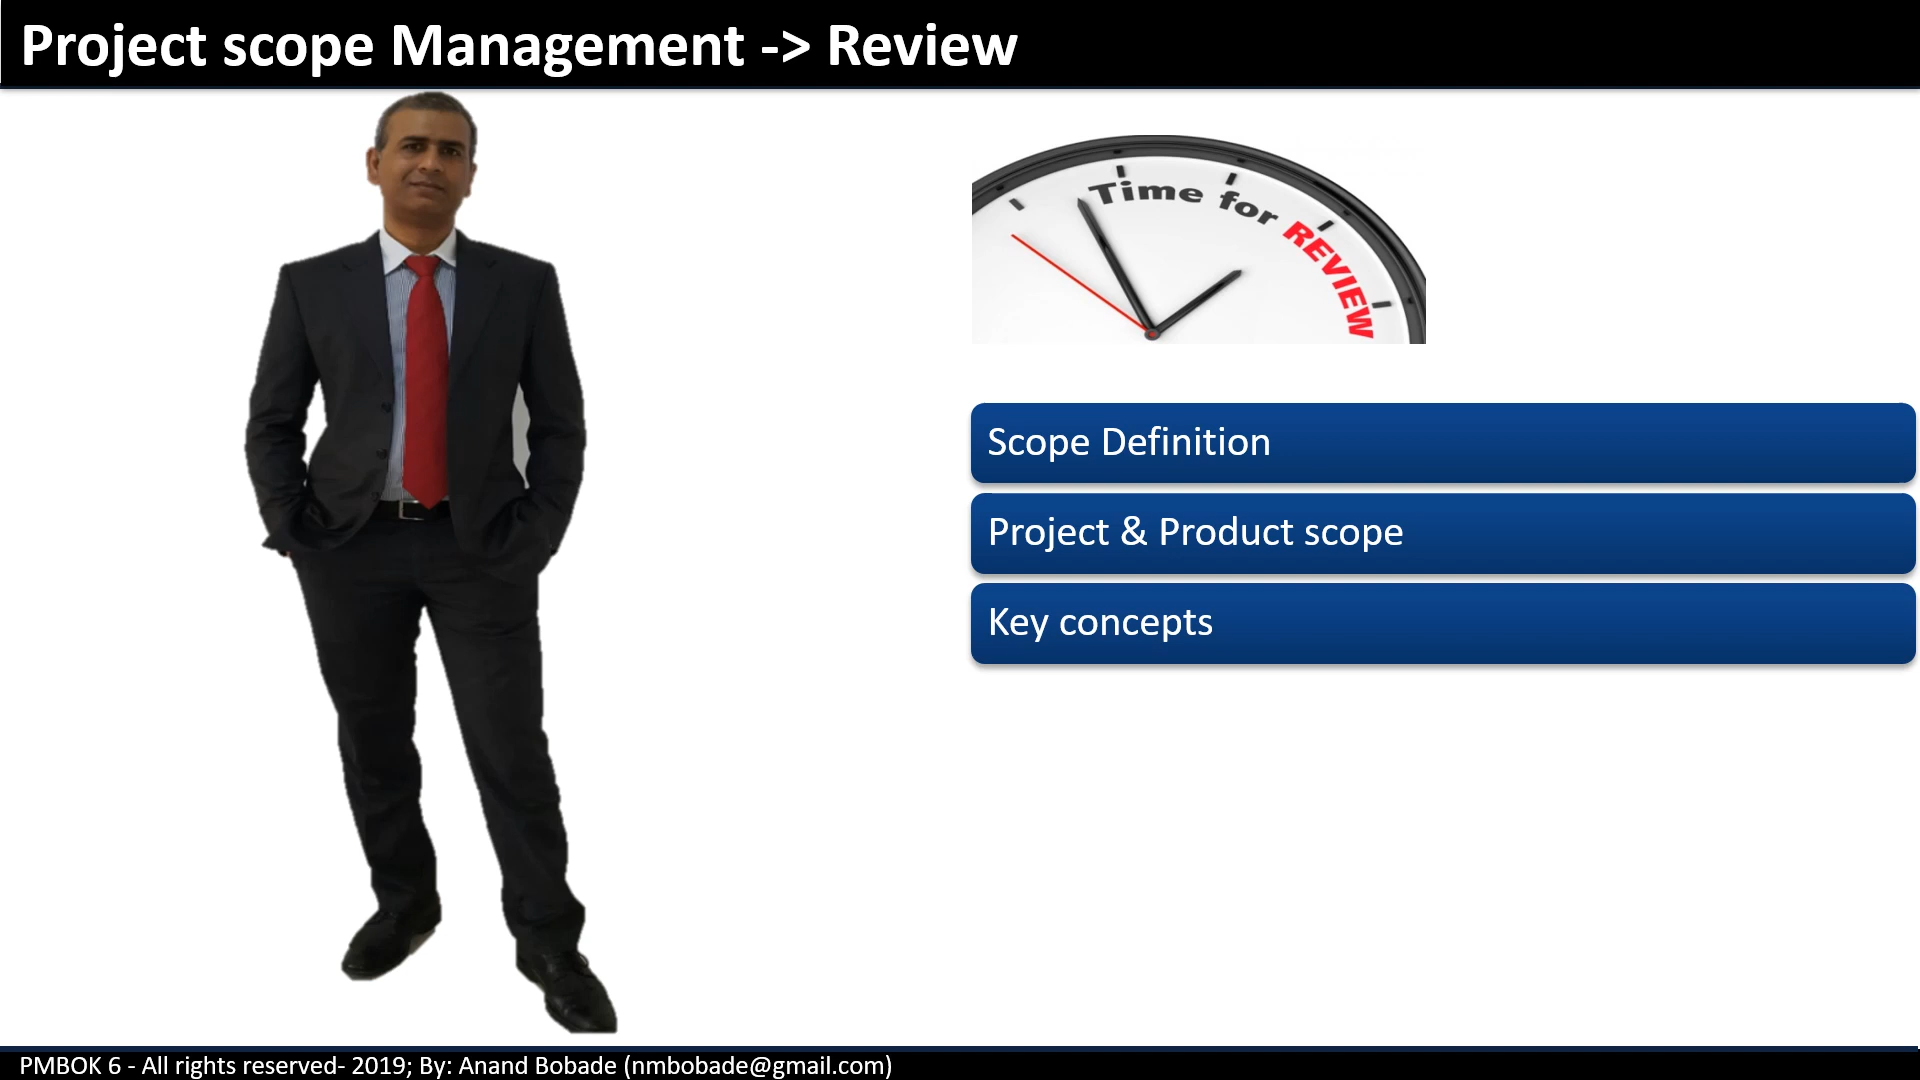 Project scope Management -> Review
Time for REVIEW
Scope Definition
Project & Product scope
Key concepts
PMBOK 6 - All rights reserved- 2019; By: Anand Bobade (nmbobade@gmail.com)